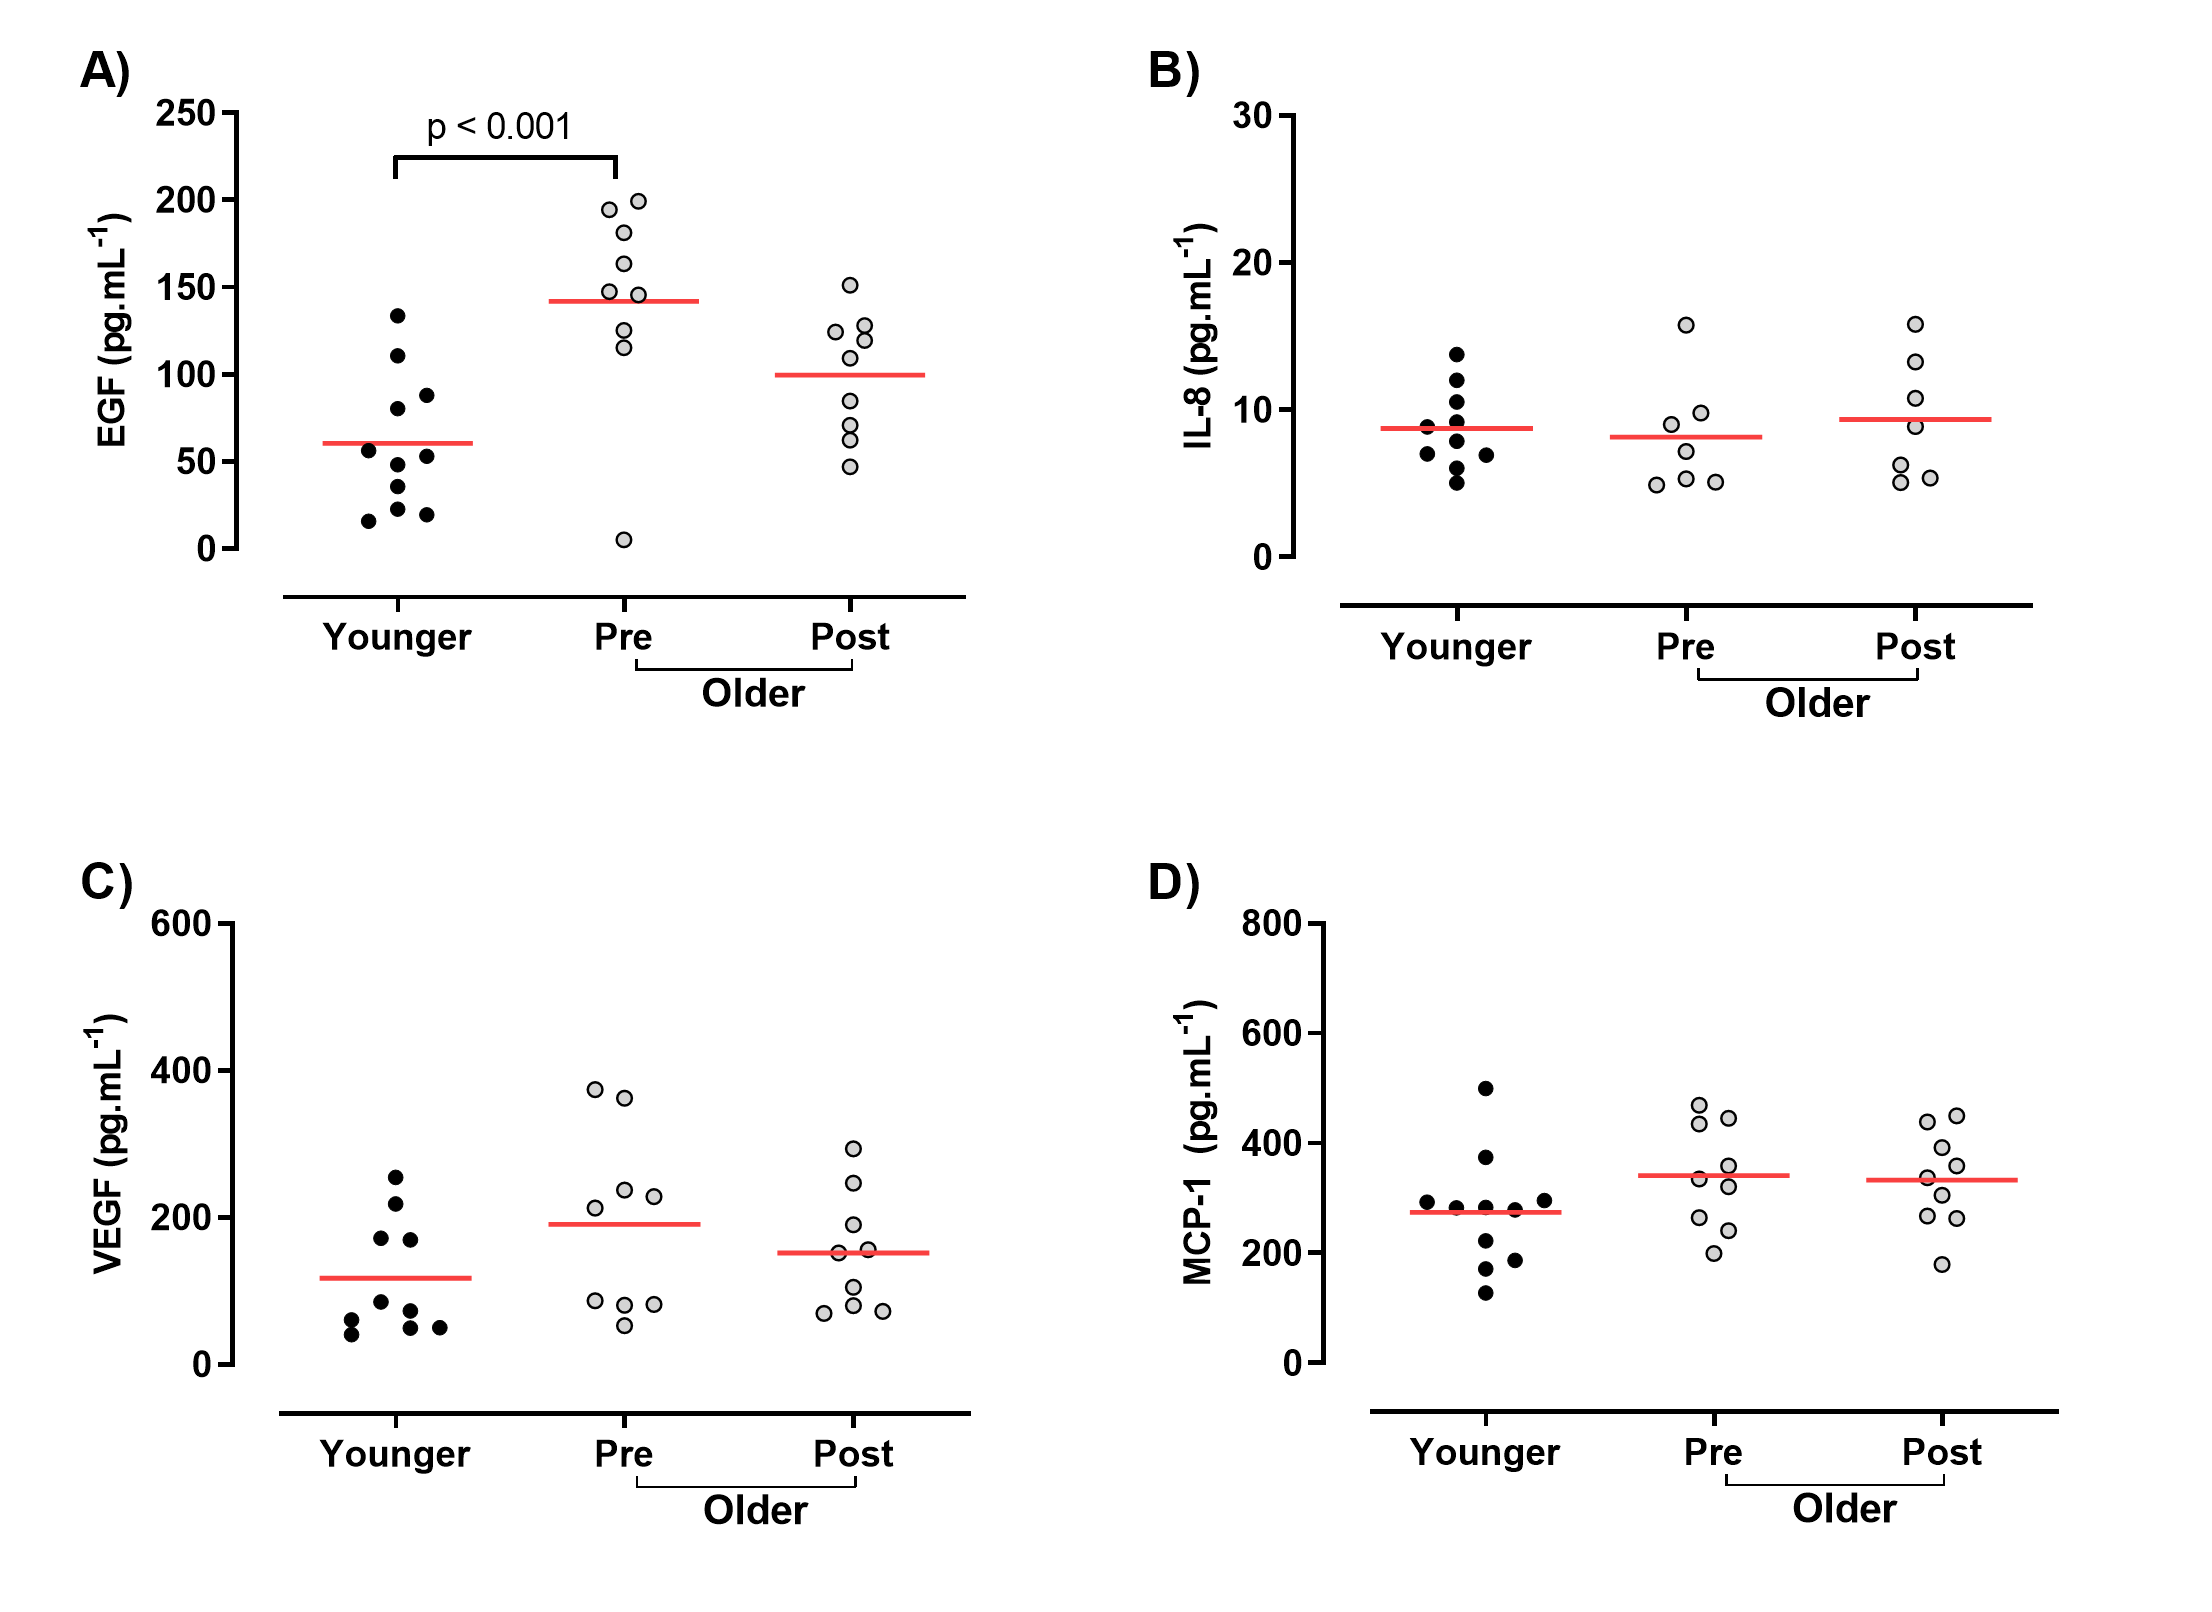 A)
250
200
150
100
50
0
EGF (pg.mL-1)
p < 0.001
Younger
Pre
Post
Older
B)
30
20
10
0
IL-8 (pg.mL-1)
Younger
Pre
Post
Older
C)
600
400
200
0
VEGF (pg.mL-1)
Younger
Pre
Post
Older
D)
800
600
400
200
0
MCP-1 (pg.mL-1)
Younger
Pre
Post
Older